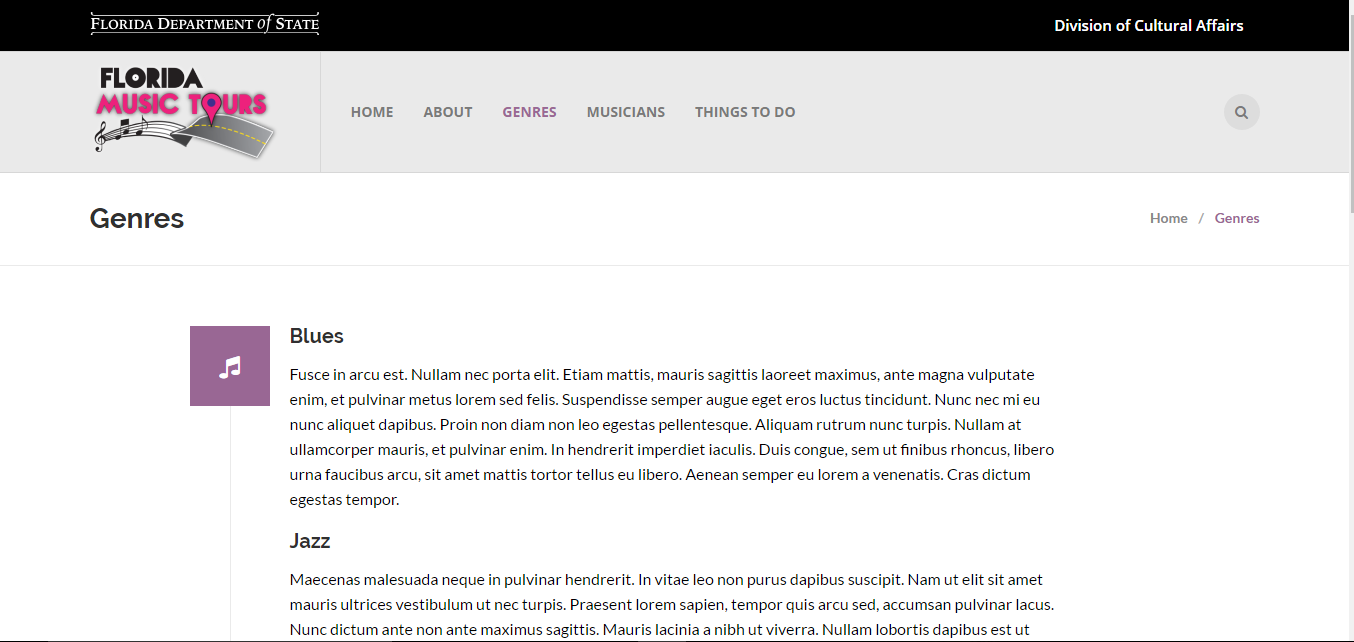 FLORIDA DEPARTMENT of STATE
Division of Cultural Affairs
FLORIDA
MUSIC TOURS
HOME ABOUT GENRES MUSICIANS THINGS TO DO
Genres
Home / Genres
Blues
Fusce in arcu est. Nullam nec porta elit. Etiam mattis, mauris sagittis laoreet maximus, ante magna vulputate
enim, et pulvinar metus lorem sed felis. Suspendisse semper augue eget eros luctus tincidunt. Nunc nec mi eu
nunc aliquet dapibus. Proin non diam non leo egestas pellentesque. Aliquam rutrum nunc turpis. Nullam at
ullamcorper mauris, et pulvinar enim. In hendrerit imperdiet iaculis. Duis congue, sem ut finibus rhoncus, libero
urna faucibus arcu, sit amet mattis tortor tellus eu libero. Aenean semper eu lorem a venenatis. Cras dictum
egestas tempor.
Jazz
Maecenas malesuada neque in pulvinar hendrerit. In vitae leo non purus dapibus suscipit. Nam ut elit sit amet
mauris ultrices vestibulum ut nec turpis. Praesent lorem sapien, tempor quis arcu sed, accumsan pulvinar lacus.
Nunc dictum ante non ante maximus sagittis. Mauris lacinia a nibh ut viverra. Nullam lobortis dapibus est ut